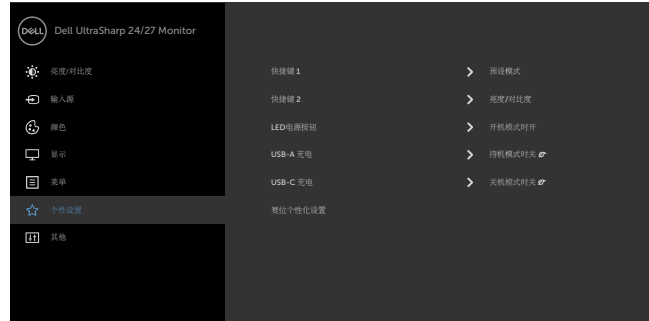 DELL
Dell UltraSharp 24/27 Monitor
亮度/对比度
输入源
颜色
显示
菜单
个性设置
其他
快捷键 1
预设模式
快捷键 2
亮度/对比度
LED电源按钮
开机模式时开
USB-A 充电
待机模式时关
USB-C 充电
关机模式时关
复位个性化设置